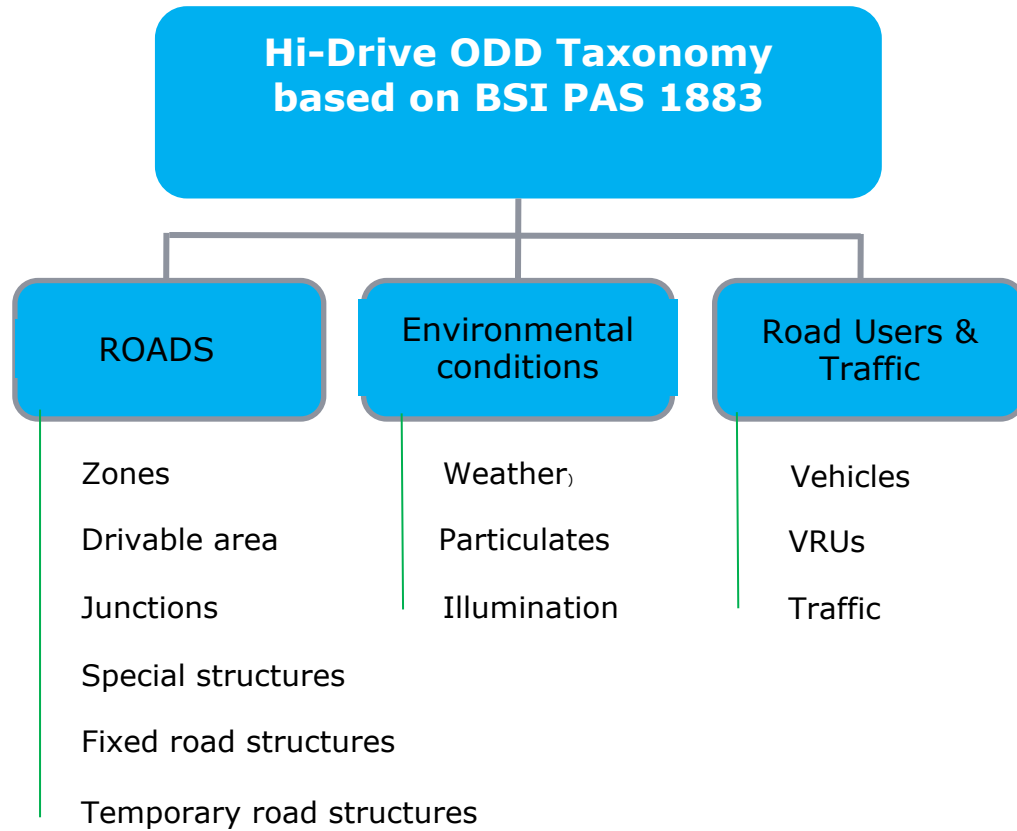 Hi-Drive ODD Taxonomy
based on BSI PAS 1883
ROADS
Zones
Drivable area
Junctions
Special structures
Fixed road structures
Temporary road structures
Environmental
conditions
Weather)
Particulates
Illumination
Road Users &
Traffic
Vehicles
VRUs
Traffic